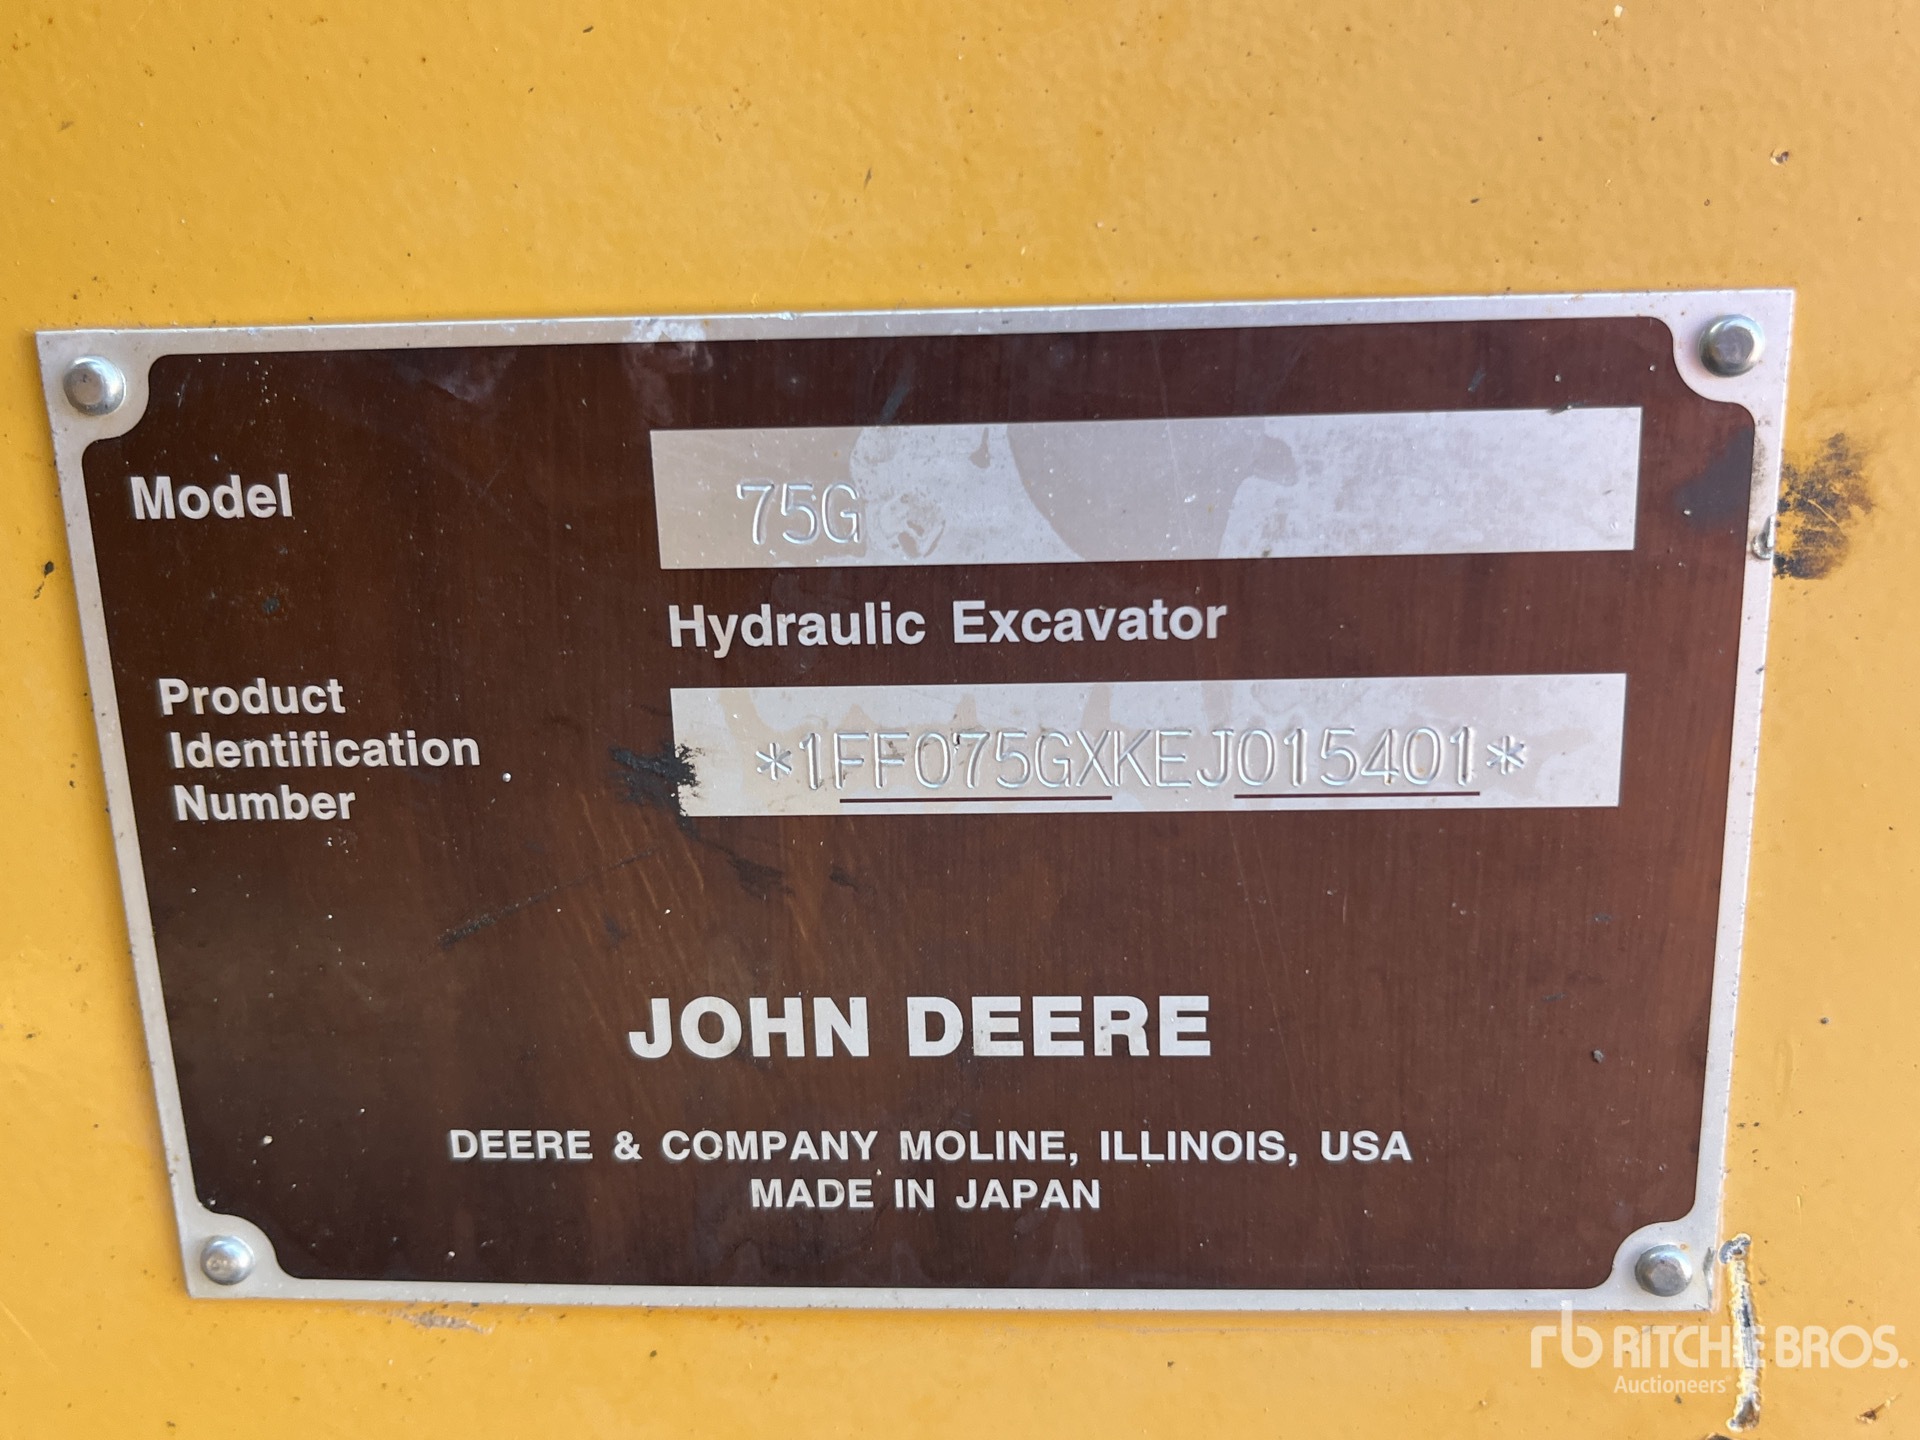 Model
75G
Hydraulic Excavator
Product
Identification
Number
*1FF075GXKEJ015401*
JOHN DEERE
DEERE & COMPANY MOLINE, ILLINOIS, USA
MADE IN JAPAN
rb RITCHIE BROS.
Auctioneers